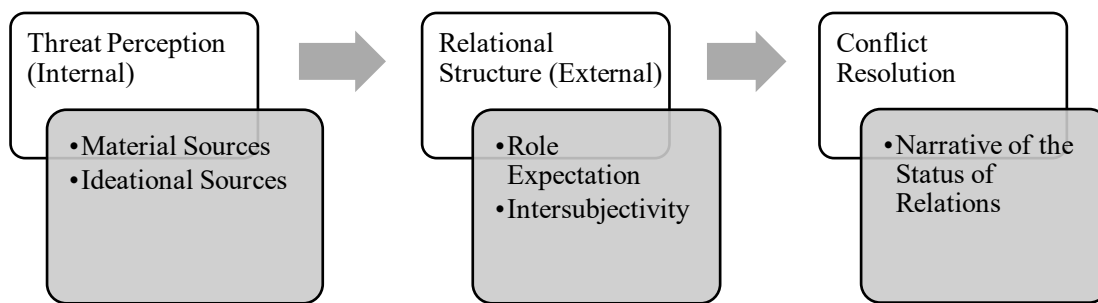 Threat Perception
(Internal)
•Material Sources
•Ideational Sources
Relational
Structure (External)
•Role
Expectation
•Intersubjectivity
Conflict
Resolution
•Narrative of the
Status of
Relations